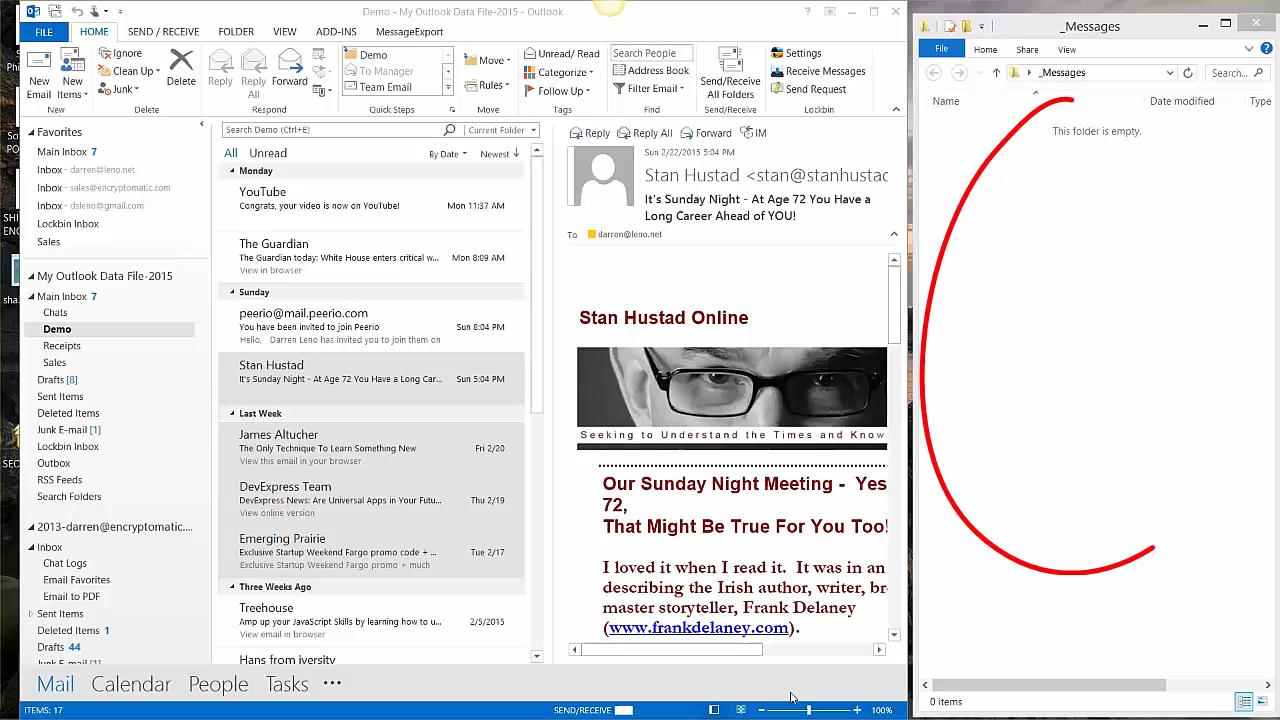 Demo - My Outlook Data File-2015 - Outlook
FILE
HOME
SEND / RECEIVE
FOLDER
VIEW
ADD-INS
MessageExport
New Email
New Items
New
Ignore
Clean Up
Junk
Delete
Delete
Reply
Reply All
Forward
Respond
Demo
To Manager
Team Email
Quick Steps
Move
Rules
Move
Unread/ Read
Categorize
Follow Up
Tags
Search People
Address Book
Filter Email
Find
Send/Receive All Folders
Send/Receive
Settings
Receive Messages
Send Request
Lockbin
Favorites
Main Inbox 7
Inbox - darren@leno.net
Inbox - sales@encryptomatic.com
Inbox - dsleno@gmail.com
Lockbin Inbox
Sales
My Outlook Data File-2015
Main Inbox 7
Chats
Demo
Receipts
Sales
Drafts [8]
Sent Items
Deleted Items
Junk E-mail [1]
Lockbin Inbox
Outbox
RSS Feeds
Search Folders
2013-darren@encryptomatic....
Inbox
Chat Logs
Email Favorites
Email to PDF
Sent Items
Deleted Items 1
Drafts 44
Junk E-mail [1]
Search Demo (Ctrl+E)
Current Folder
All
Unread
By Date
Newest
Monday
YouTube
Congrats, your video is now on YouTube!
Mon 11:37 AM
The Guardian
The Guardian today: White House enters critical w...
Mon 8:09 AM
View in browser
Sunday
peerio@mail.peerio.com
You have been invited to join Peerio
Sun 8:04 PM
Hello, Darren Leno has invited you to join them on
Stan Hustad
It's Sunday Night - At Age 72 You Have a Long Car...
Sun 5:04 PM
Last Week
James Altucher
The Only Technique To Learn Something New
Fri 2/20
View this email in your browser
DevExpress Team
DevExpress News: Are Universal Apps in Your Futu...
Thu 2/19
View online version
Emerging Prairie
Exclusive Startup Weekend Fargo promo code + ...
Tue 2/17
Exclusive Startup Weekend Fargo promo + much
Three Weeks Ago
Treehouse
Amp up your JavaScript Skills by learning how to u...
2/5/2015
View email in browser
Hans from iversity
Reply
Reply All
Forward
IM
Sun 2/22/2015 5:04 PM
Stan Hustad <stan@stanhustad
It's Sunday Night - At Age 72 You Have a
Long Career Ahead of YOU!
To darren@leno.net
Stan Hustad Online
Seeking to Understand the Times and Know
Our Sunday Night Meeting - Yes
72,
That Might Be True For You Too!
I loved it when I read it. It was in an
describing the Irish author, writer, br
master storyteller, Frank Delaney
(www.frankdelaney.com).
Mail
Calendar
People
Tasks
...
ITEMS: 17
SEND/RECEIVE
100%
_Messages
File
Home
Share
View
_Messages
Search...
Name
Date modified
Type
This folder is empty.
0 items